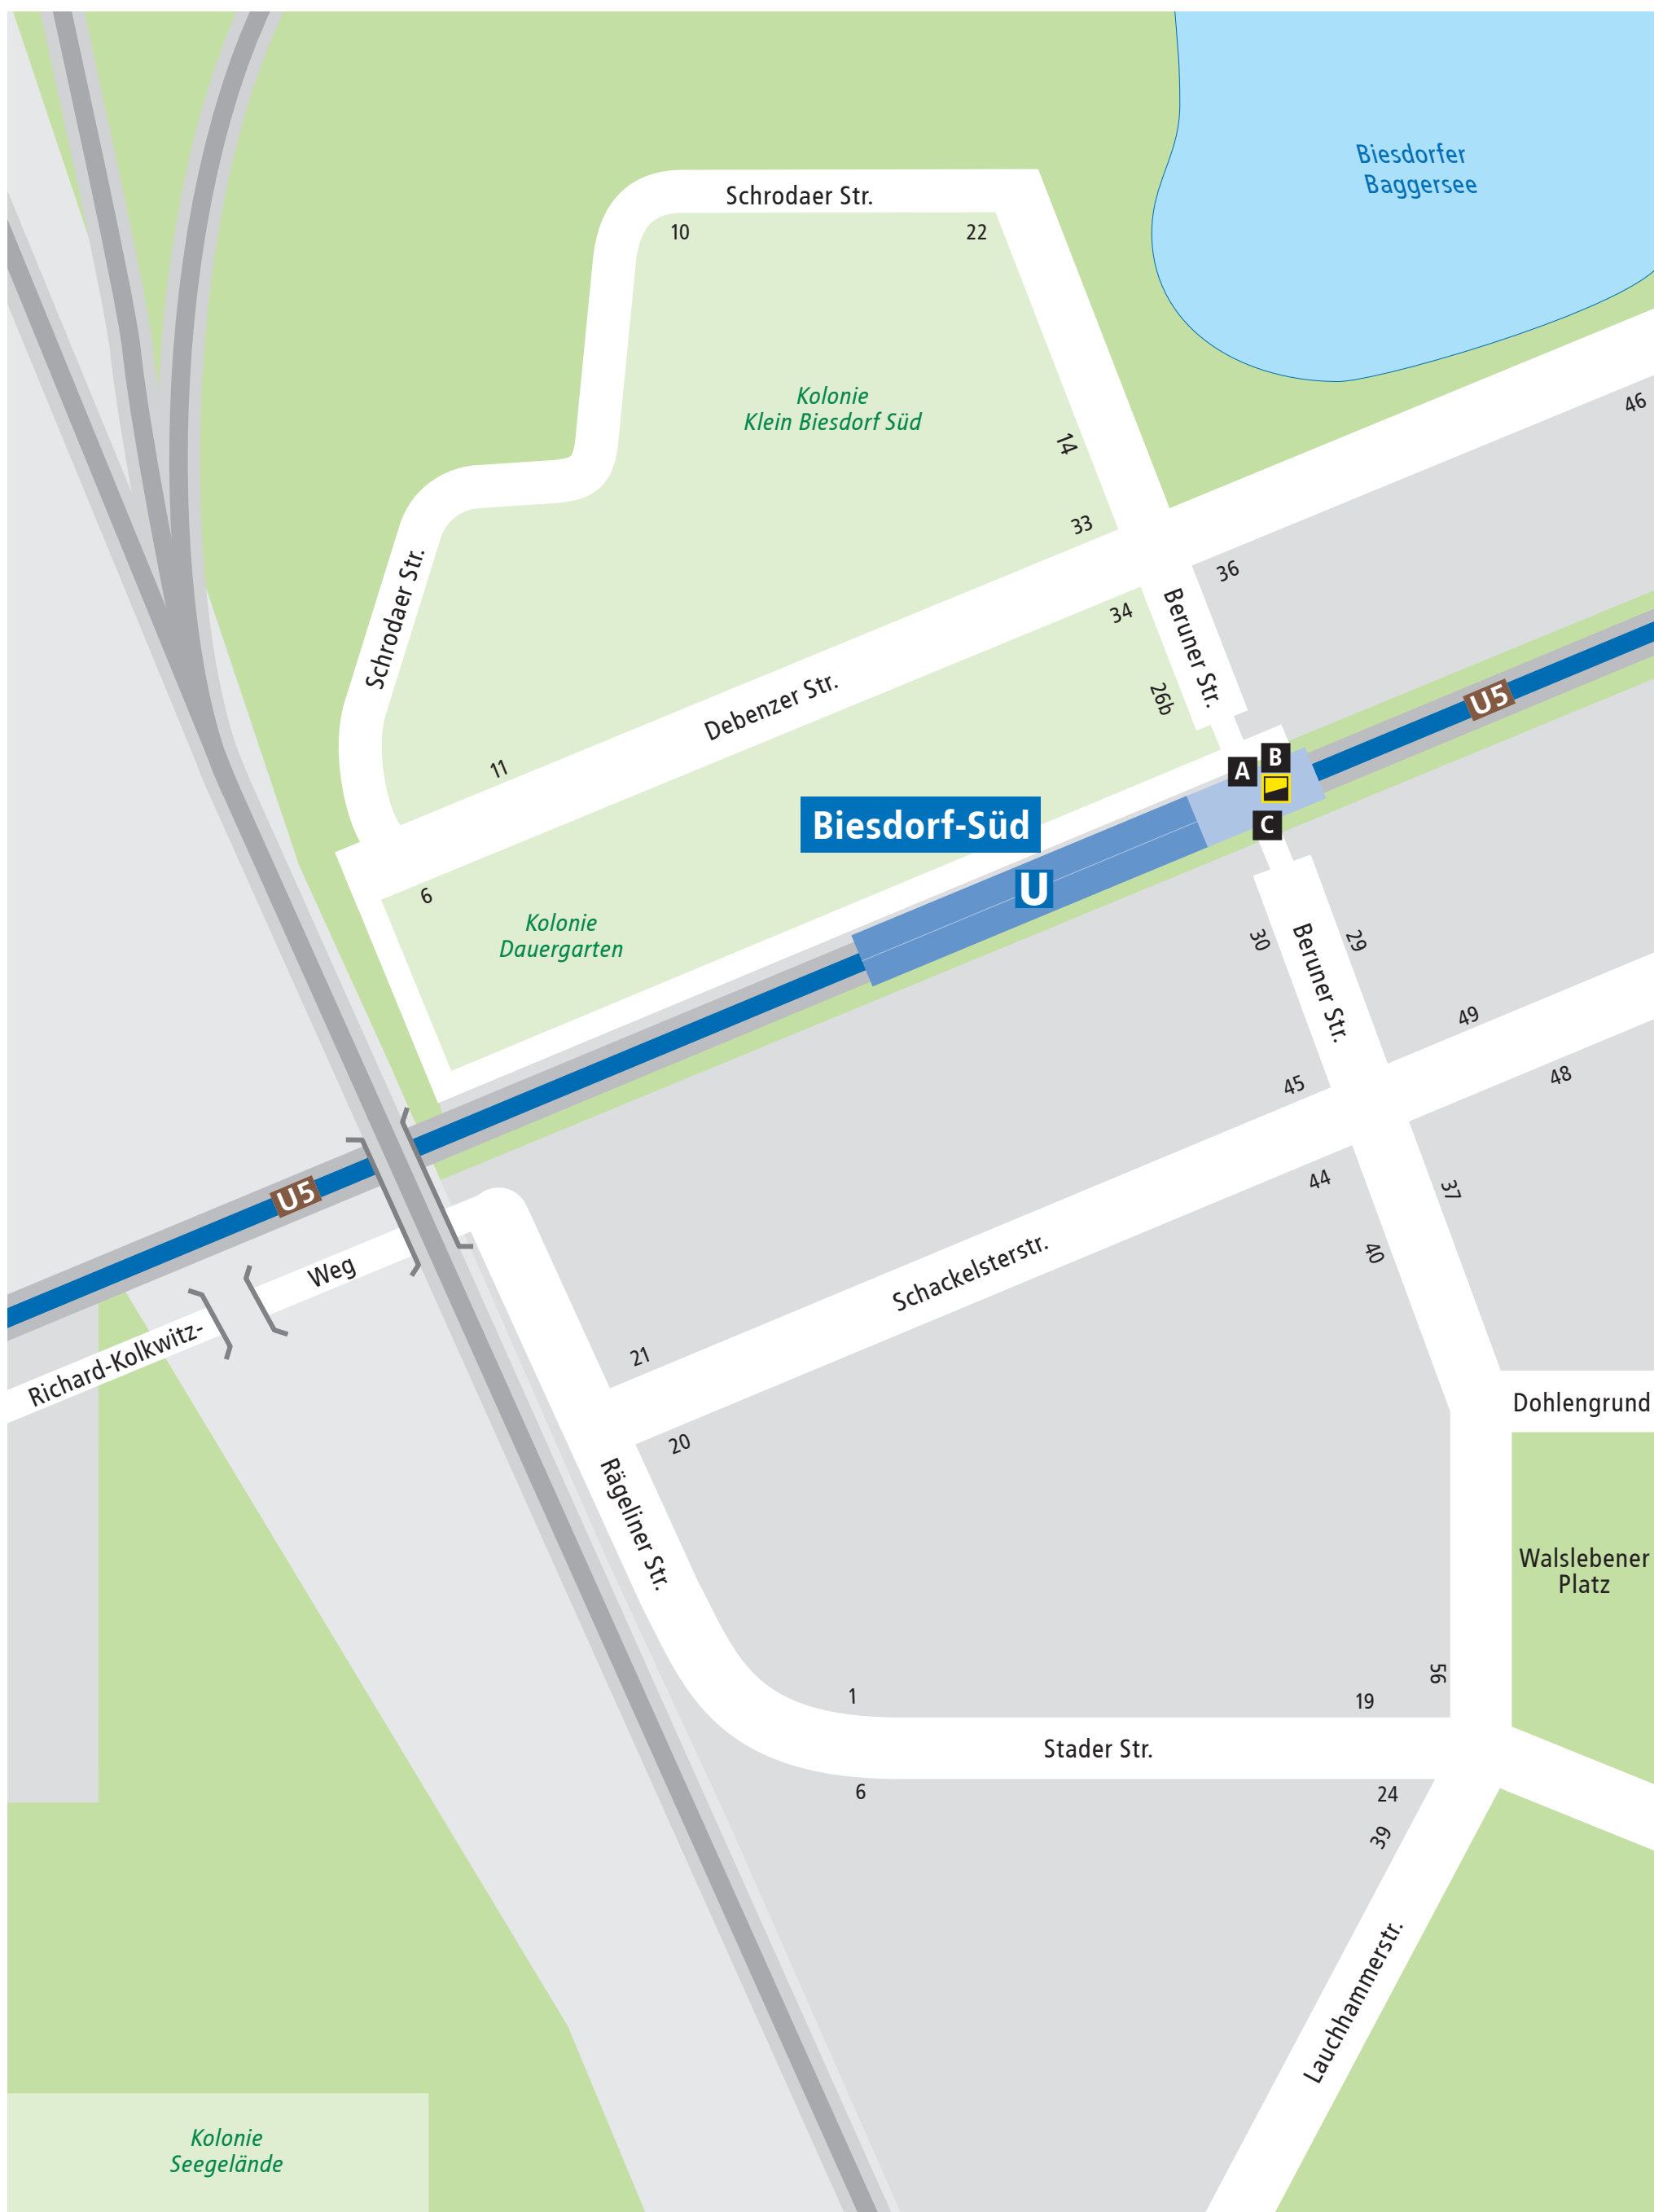 Biesdorfer
Baggersee
Schrodaer Str.
10
22
Kolonie
Klein Biesdorf Süd
14
46
33
36
Schrodaer Str.
34
Beruner Str.
26b
Debenzer Str.
U5
11
B
A
Biesdorf-Süd
C
U
6
Kolonie
Dauergarten
30
Beruner Str.
29
49
45
48
44
37
U5
40
Weg
Schackelsterstr.
Richard-Kolkwitz-
21
20
Dohlengrund
Rägeliner Str.
Walslebener
Platz
56
1
19
Stader Str.
6
24
39
Lauchhammerstr.
Kolonie
Seegelände